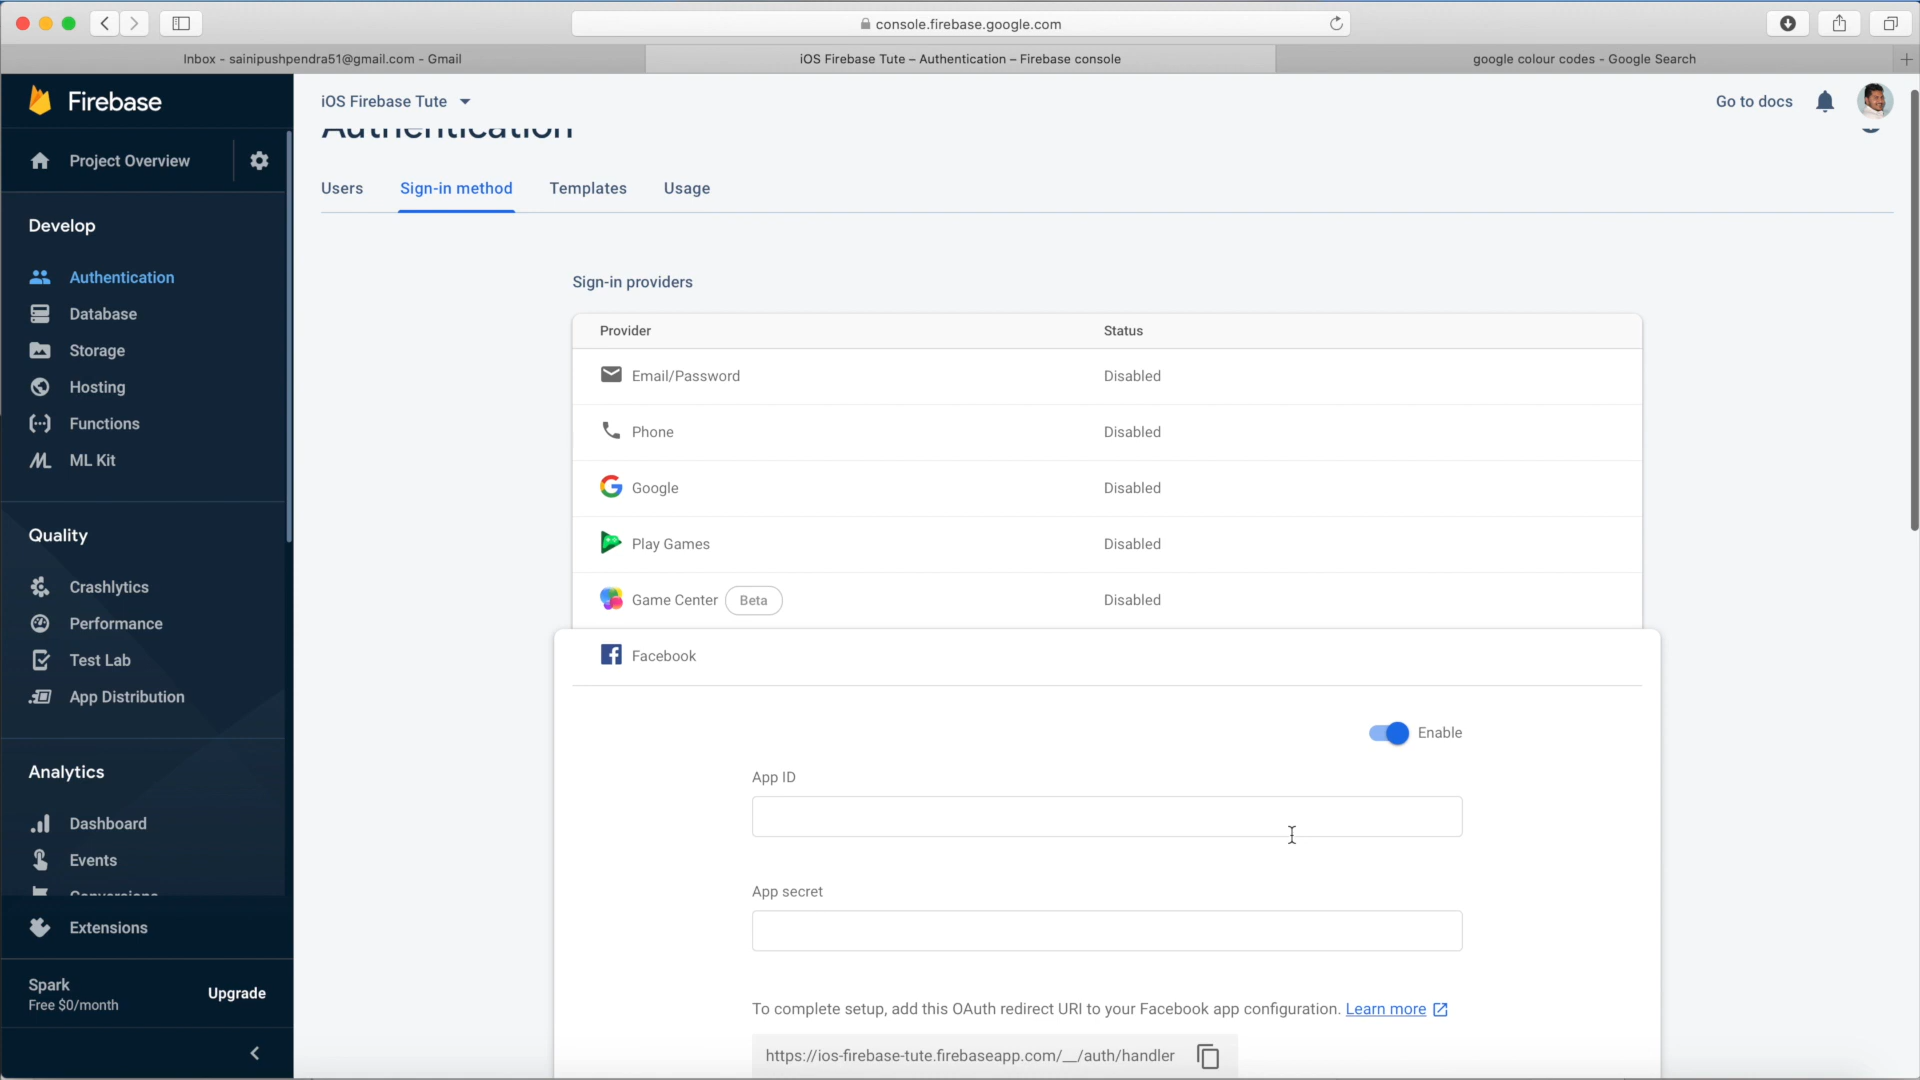 console.firebase.google.com
Inbox - sainipushpendra51@gmail.com - Gmail
iOS Firebase Tute – Authentication – Firebase console
google colour codes - Google Search
Firebase
iOS Firebase Tute
Go to docs
Authentication
Project Overview
Users
Sign-in method
Templates
Usage
Develop
Authentication
Database
Storage
Hosting
Functions
ML Kit
Quality
Crashlytics
Performance
Test Lab
App Distribution
Analytics
Dashboard
Events
Conversions
Extensions
Spark
Free $0/month
Upgrade
Sign-in providers
Provider
Status
Email/Password
Disabled
Phone
Disabled
Google
Disabled
Play Games
Disabled
Game Center
Beta
Disabled
Facebook
Enable
App ID
App secret
To complete setup, add this OAuth redirect URI to your Facebook app configuration. Learn more
https://ios-firebase-tute.firebaseapp.com/__/auth/handler